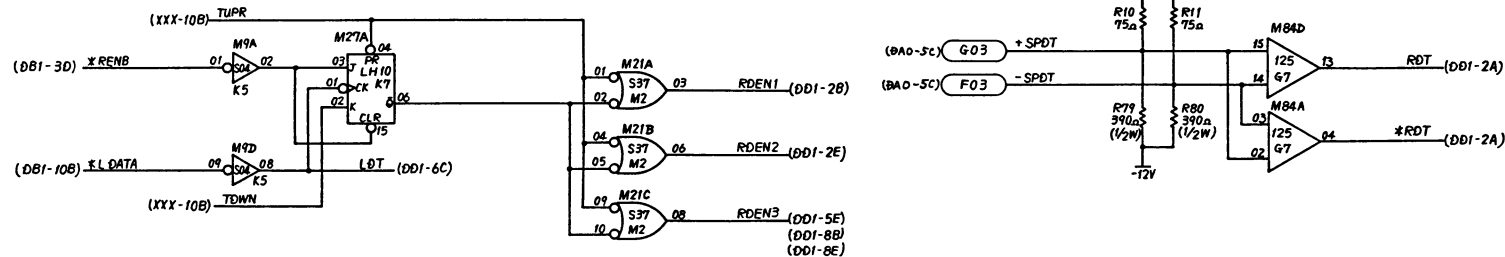 (XXX-10B) TUPR
M27A
04
PR
(DB1-3D) *RENB 01 M9A S04 K5 02
03 J LH10 K7
01 CK
02 K
06 Q̄
CLR
15
(DB1-10B) *LDATA 09 M9D S04 K5 08 LDT (DD1-6C)
(XXX-10B) TDWN
M21A
01 S37 03 RDEN1 (DD1-2B)
02 M2
M21B
04 S37 06 RDEN2 (DD1-2E)
05 M2
M21C
09 S37 08 RDEN3 (DD1-5E)
10 M2 (DD1-8B)
(DD1-8E)
R10 75Ω
R11 75Ω
(DA0-5C) G03 +SPDT
(DA0-5C) F03 -SPDT
R79 390Ω (1/2W)
R80 390Ω (1/2W)
-12V
M84D
15 125 13 RDT (DD1-2A)
14 G7
M84A
03 125 04 *RDT (DD1-2A)
02 G7